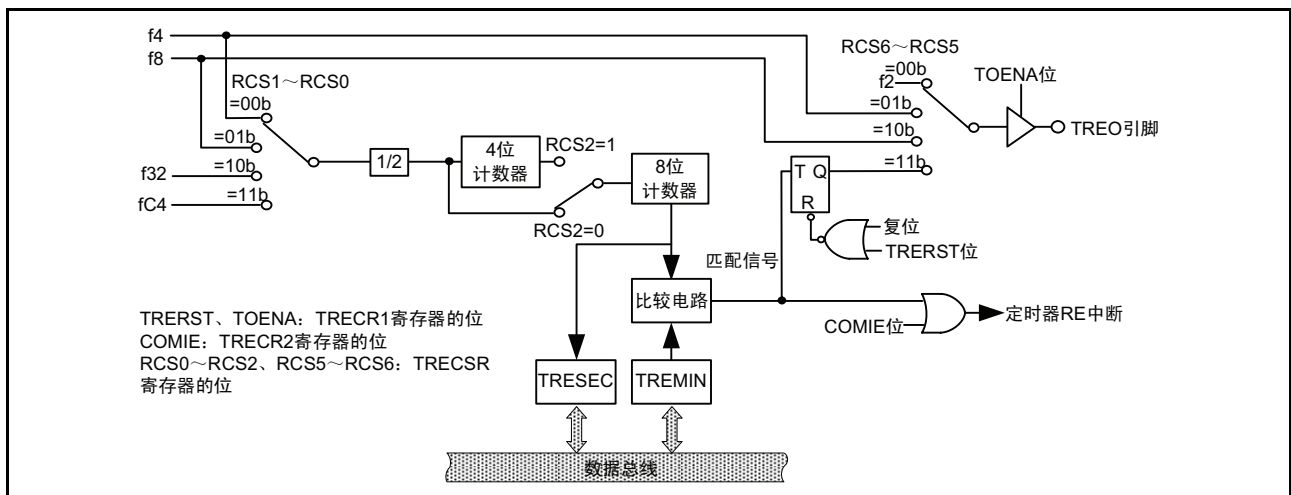 f4
f8
RCS1～RCS0
=00b
=01b
f32
=10b
fC4
=11b
1/2
4位
计数器
RCS2=1
RCS2=0
8位
计数器
RCS6～RCS5
=00b
f2
=01b
=10b
=11b
TOENA位
TREO引脚
T Q
R
复位
TRERST位
匹配信号
比较电路
COMIE位
定时器RE中断
TRERST、TOENA：TRECR1寄存器的位
COMIE：TRECR2寄存器的位
RCS0～RCS2、RCS5～RCS6：TRECSR
寄存器的位
TRESEC
TREMIN
数据总线